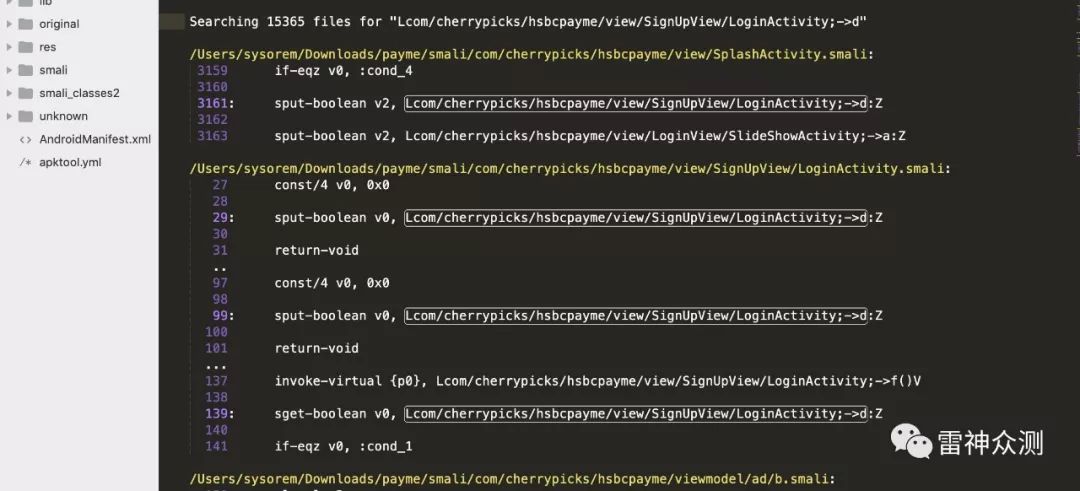 lib
original
res
smali
smali_classes2
unknown
<> AndroidManifest.xml
/* apktool.yml
Searching 15365 files for "Lcom/cherrypicks/hsbcpayme/view/SignUpView/LoginActivity;->d"
/Users/sysorem/Downloads/payme/smali/com/cherrypicks/hsbcpayme/view/SplashActivity.smali:
3159 if-eqz v0, :cond_4
3160
3161: sput-boolean v2, Lcom/cherrypicks/hsbcpayme/view/SignUpView/LoginActivity;->d:Z
3162
3163 sput-boolean v2, Lcom/cherrypicks/hsbcpayme/view/LoginView/SlideShowActivity;->a:Z
/Users/sysorem/Downloads/payme/smali/com/cherrypicks/hsbcpayme/view/SignUpView/LoginActivity.smali:
27 const/4 v0, 0x0
28
29: sput-boolean v0, Lcom/cherrypicks/hsbcpayme/view/SignUpView/LoginActivity;->d:Z
30
31 return-void
..
97 const/4 v0, 0x0
98
99: sput-boolean v0, Lcom/cherrypicks/hsbcpayme/view/SignUpView/LoginActivity;->d:Z
100
101 return-void
...
137 invoke-virtual {p0}, Lcom/cherrypicks/hsbcpayme/view/SignUpView/LoginActivity;->f()V
138
139: sget-boolean v0, Lcom/cherrypicks/hsbcpayme/view/SignUpView/LoginActivity;->d:Z
140
141 if-eqz v0, :cond_1
雷神众测
/Users/sysorem/Downloads/payme/smali/com/cherrypicks/hsbcpayme/viewmodel/ad/b.smali: